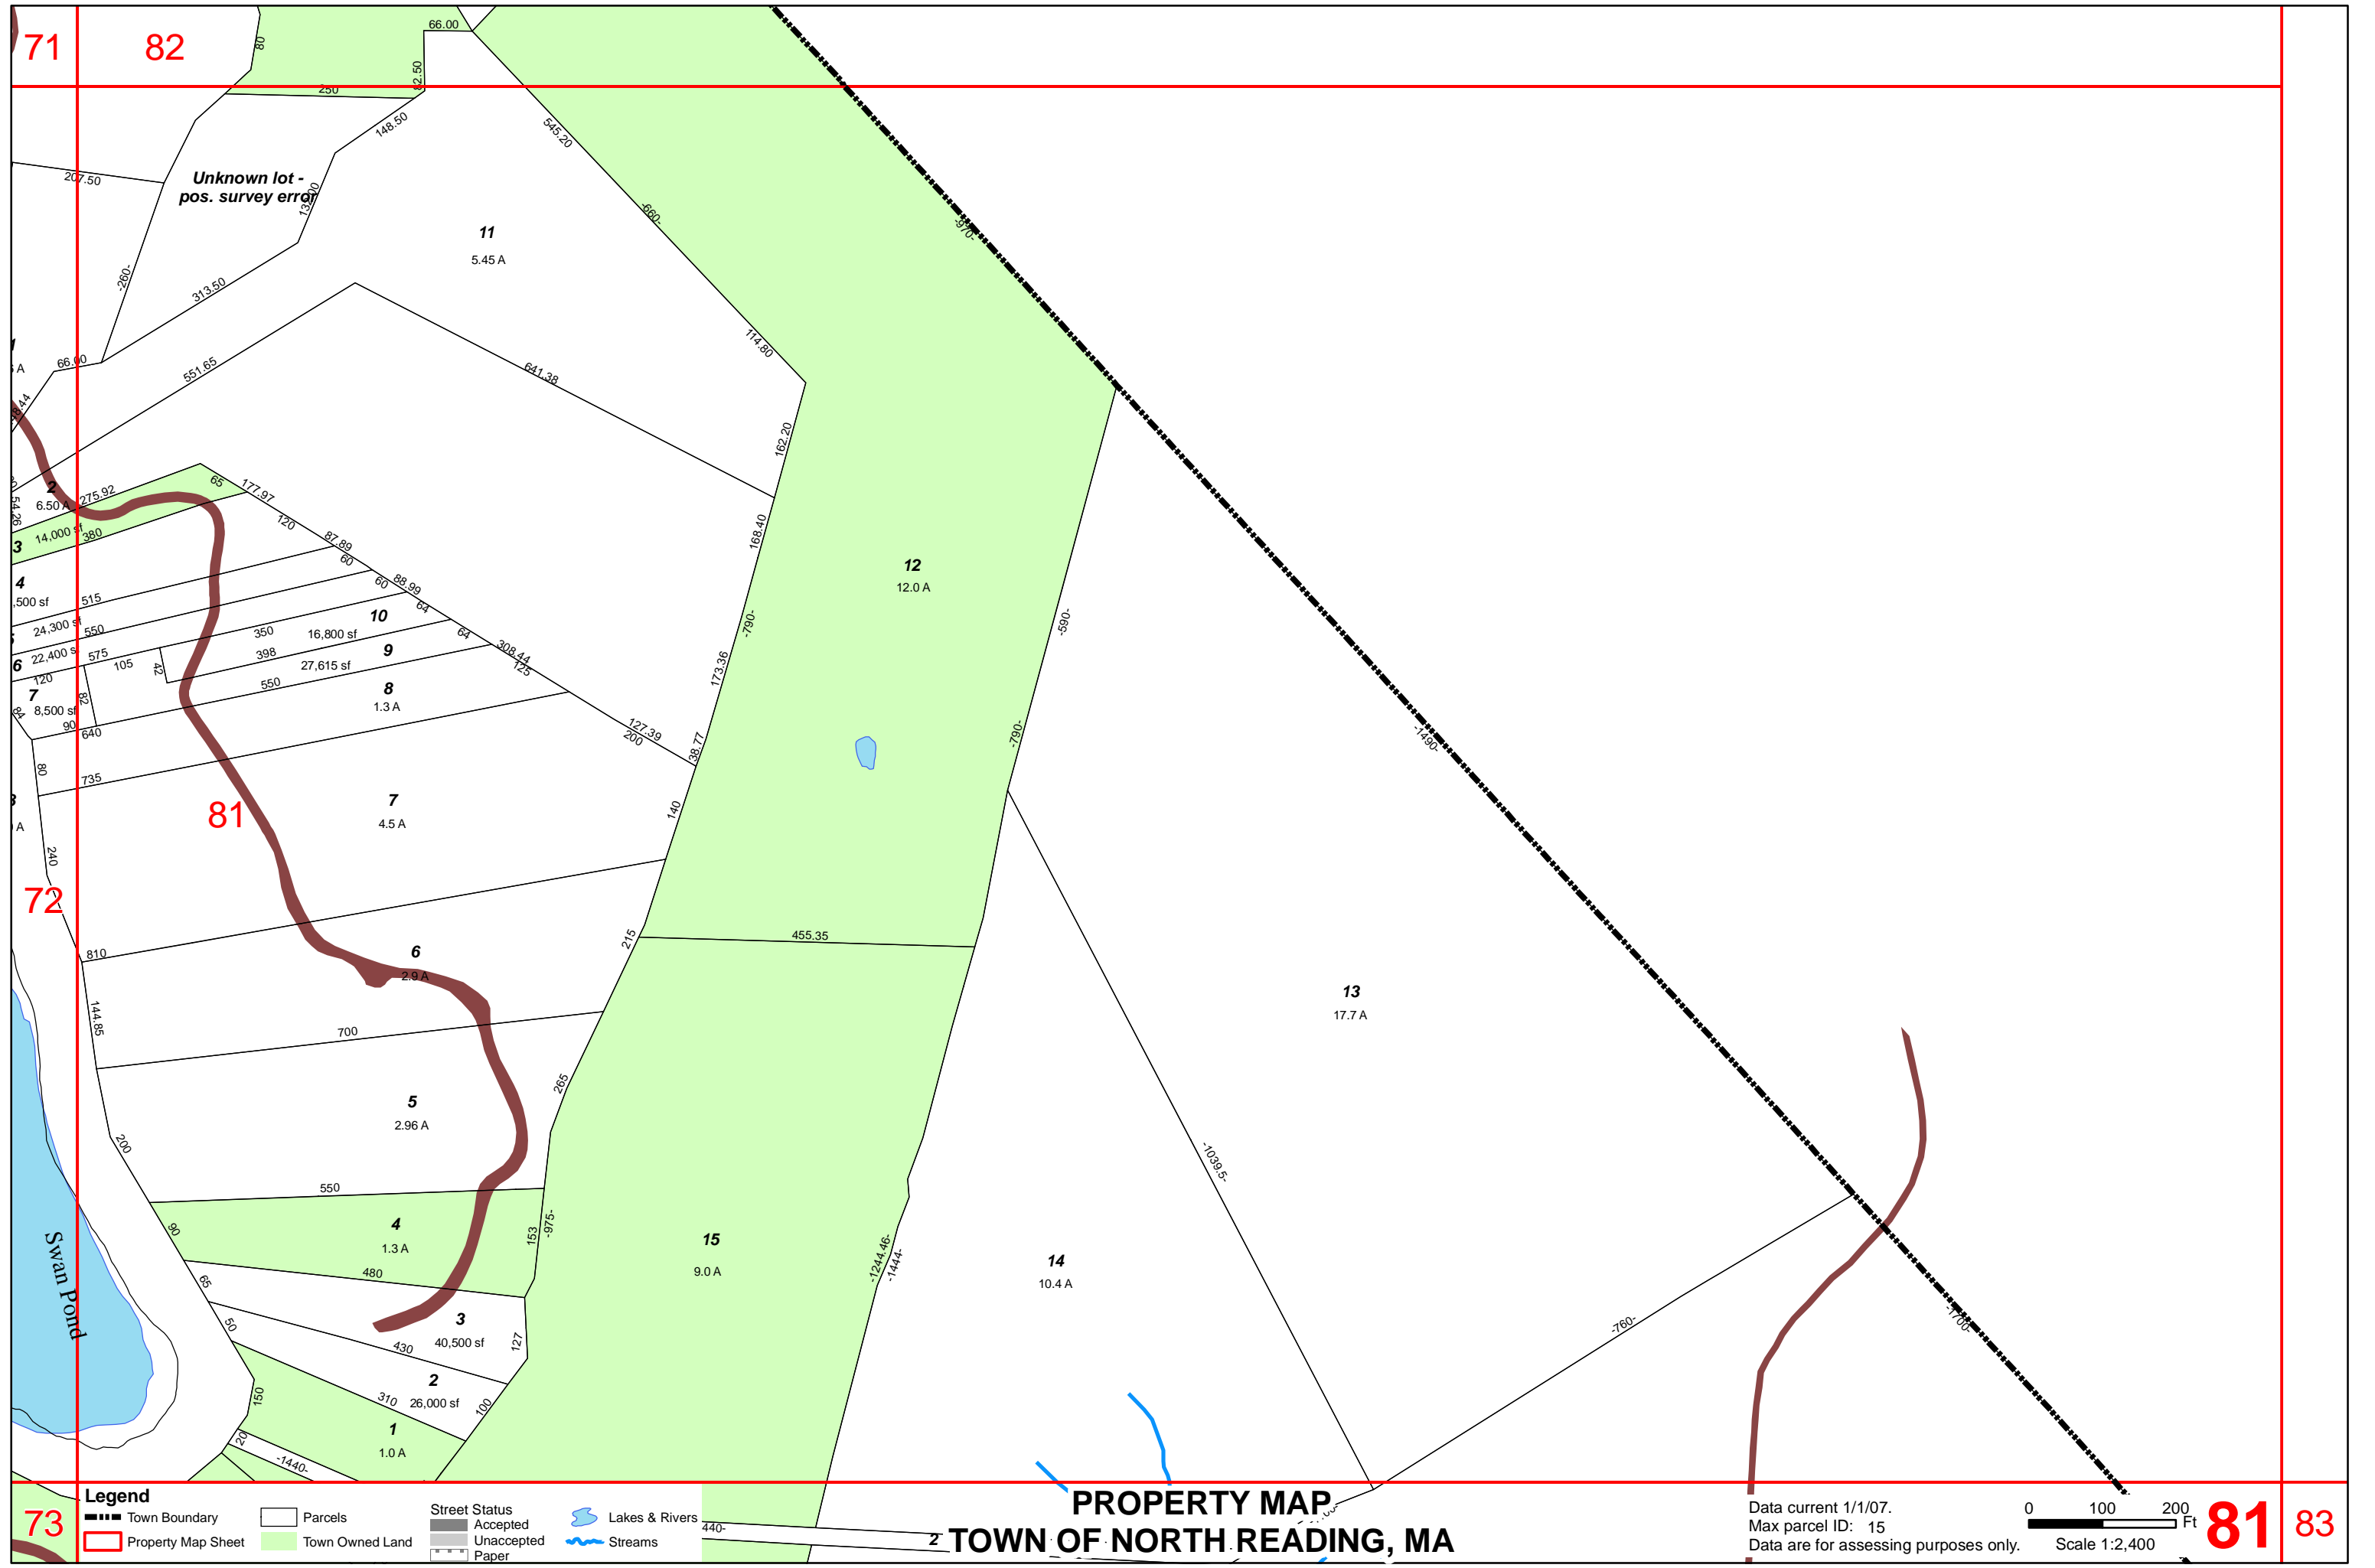 71
82
80
66.00
82.50
250
148.50
545.20
207.50
Unknown lot -
pos. survey error
132.00
-660-
-970-
11
5.45 A
-260-
313.50
114.80
66.00
551.65
641.38
162.20
2
6.50 A
275.92
65
177.97
54.26
14,000 sf
380
3
120
87.89
60
168.40
12
12.0 A
4
,500 sf
515
60
88.99
64
24,300 sf
550
10
350
16,800 sf
64
-790-
-590-
6
22,400 s
575
105
42
398
9
27,615 sf
308.44
125
120
7
8,500 sf
82
84
550
8
1.3 A
173.36
90
640
127.39
200
38.77
-790-
-1490-
80
735
81
7
4.5 A
140
A
240
72
810
6
2.9 A
215
455.35
144.85
700
13
17.7 A
5
2.96 A
265
200
-1039.5-
550
90
4
1.3 A
153
-975-
15
9.0 A
-1244.46-
-1444-
14
10.4 A
480
65
Swan Pond
50
3
40,500 sf
127
430
-760-
-1700-
2
26,000 sf
310
100
150
1
1.0 A
20
-1440-
73
Legend
Town Boundary
Property Map Sheet
Parcels
Town Owned Land
Street Status
Accepted
Unaccepted
Paper
Lakes & Rivers
Streams
440-
2
PROPERTY MAP
TOWN OF NORTH READING, MA
Data current 1/1/07.
Max parcel ID: 15
Data are for assessing purposes only.
0 100 200
Ft
Scale 1:2,400
81
83